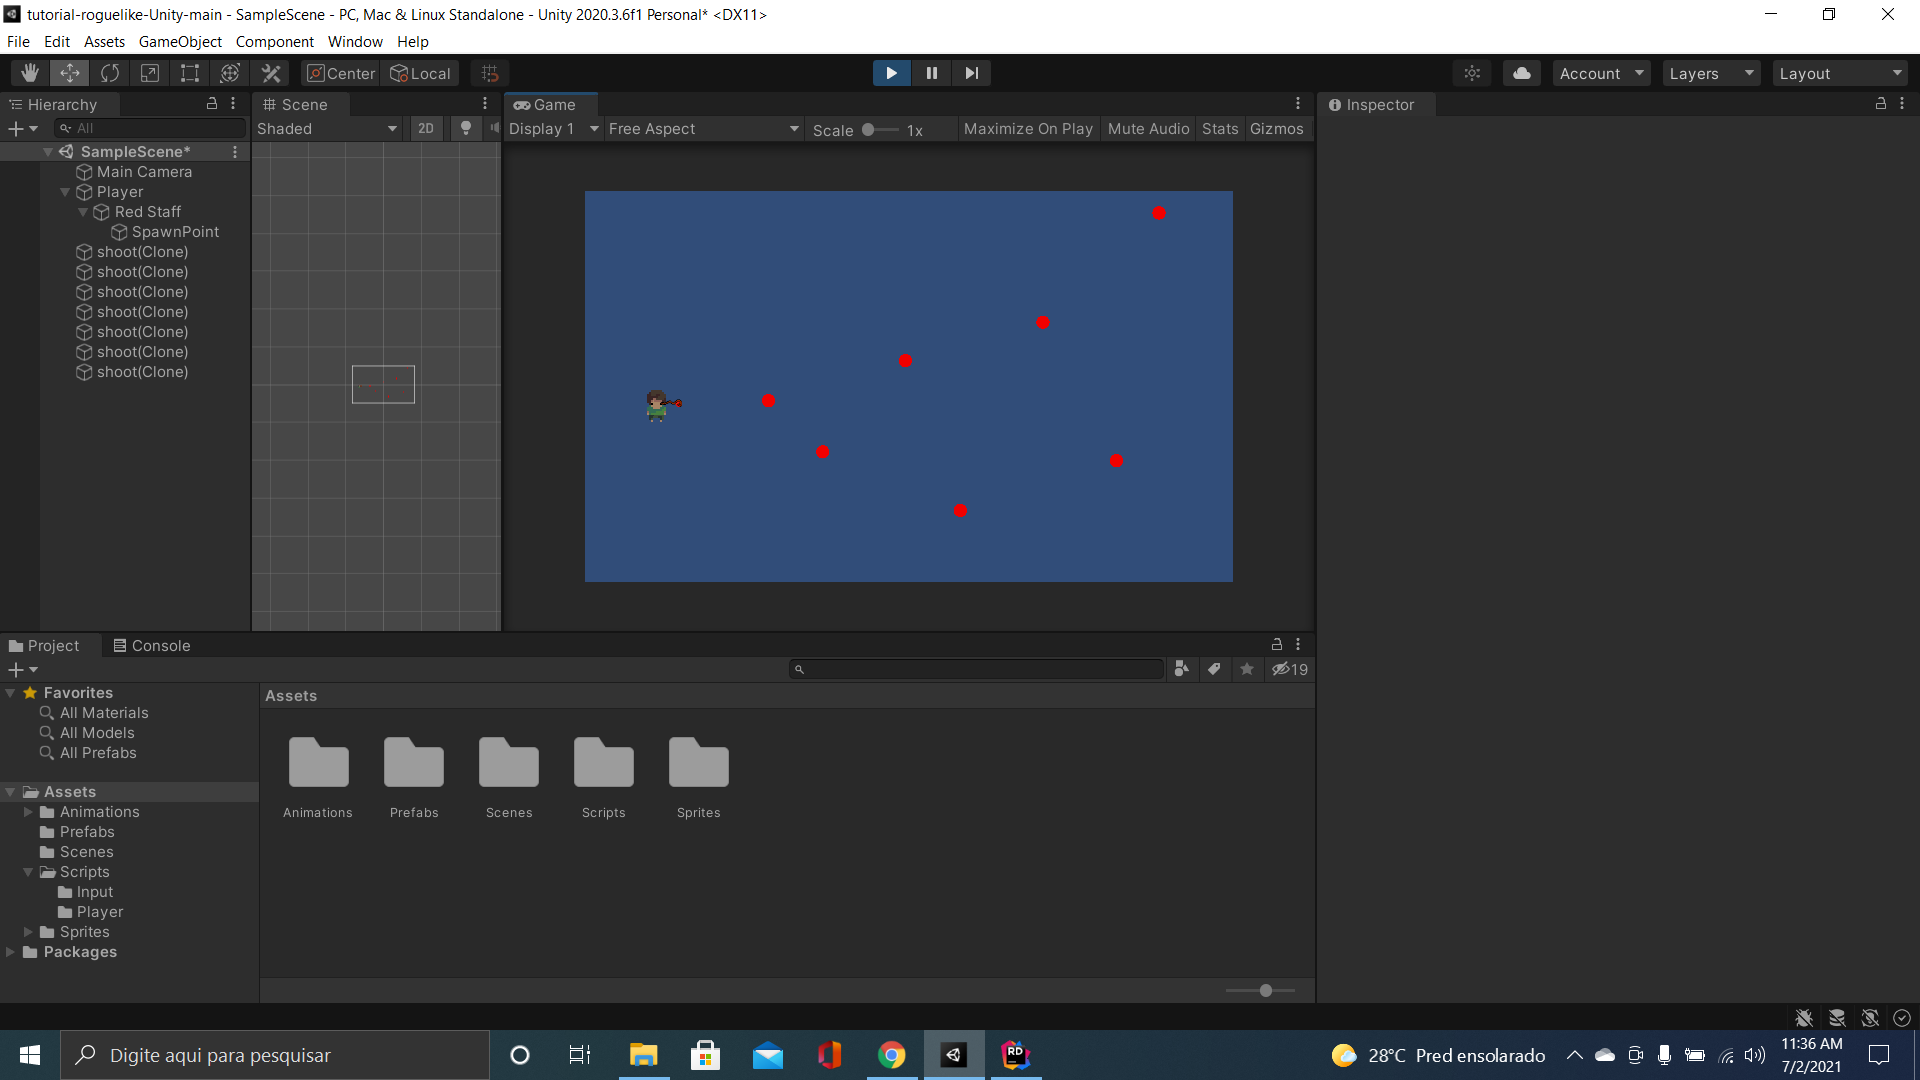 tutorial-roguelike-Unity-main - SampleScene - PC, Mac & Linux Standalone - Unity 2020.3.6f1 Personal* <DX11>
File Edit Assets GameObject Component Window Help
Center Local Account Layers Layout
Hierarchy
All
SampleScene*
Main Camera
Player
Red Staff
SpawnPoint
shoot(Clone)
shoot(Clone)
shoot(Clone)
shoot(Clone)
shoot(Clone)
shoot(Clone)
shoot(Clone)
Scene
Shaded 2D
Game
Display 1 Free Aspect Scale 1x Maximize On Play Mute Audio Stats Gizmos
Inspector
Project Console
19
Favorites
All Materials
All Models
All Prefabs
Assets
Animations
Prefabs
Scenes
Scripts
Input
Player
Sprites
Packages
Assets
Animations Prefabs Scenes Scripts Sprites
Digite aqui para pesquisar
RD
28°C Pred ensolarado
11:36 AM
7/2/2021